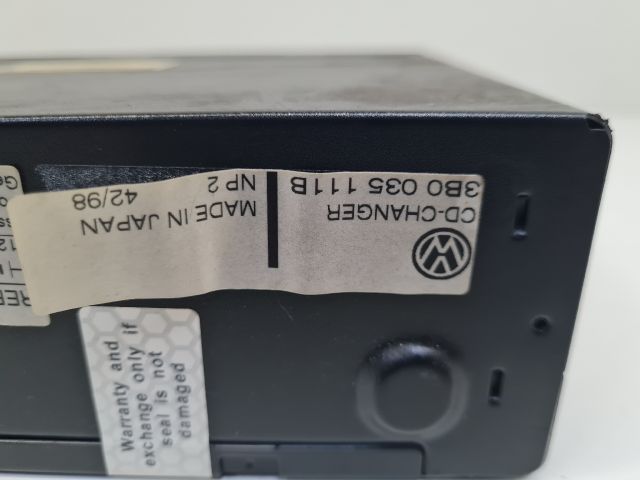 CD-CHANGER
3B0 035 111B
MADE IN JAPAN
NP 2 42/98
Warranty and
exchange only if
seal is not
damaged